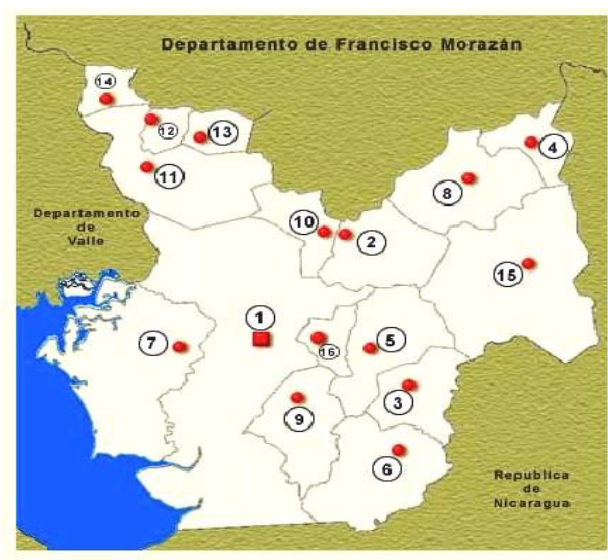 Departamento de Francisco Morazán
14
12
13
4
11
8
Departamento
de
Valle
10
2
15
1
7
16
5
3
9
6
Republica
de
Nicaragua